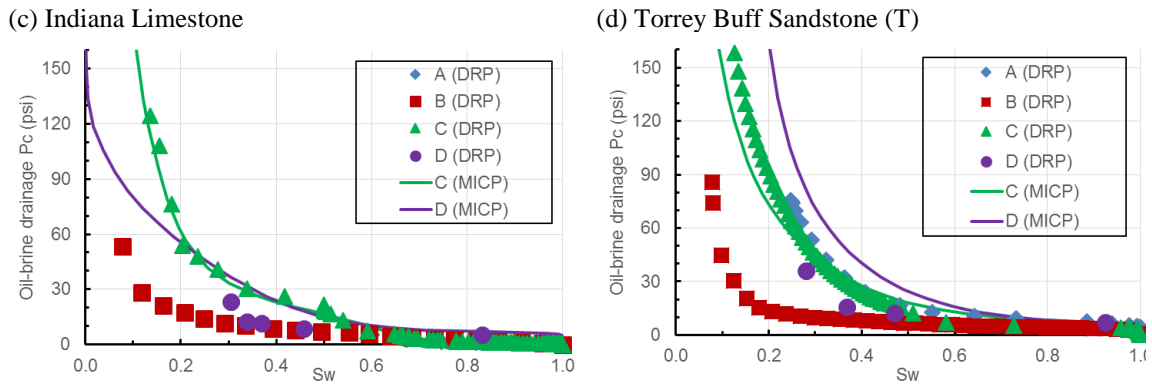 (c) Indiana Limestone
Oil-brine drainage Pc (psi)
150
120
90
60
30
0
0.0 0.2 0.4 0.6 0.8 1.0
Sw
A (DRP)
B (DRP)
C (DRP)
D (DRP)
C (MICP)
D (MICP)
(d) Torrey Buff Sandstone (T)
Oil-brine drainage Pc (psi)
150
120
90
60
30
0
0.0 0.2 0.4 0.6 0.8 1.0
Sw
A (DRP)
B (DRP)
C (DRP)
D (DRP)
C (MICP)
D (MICP)